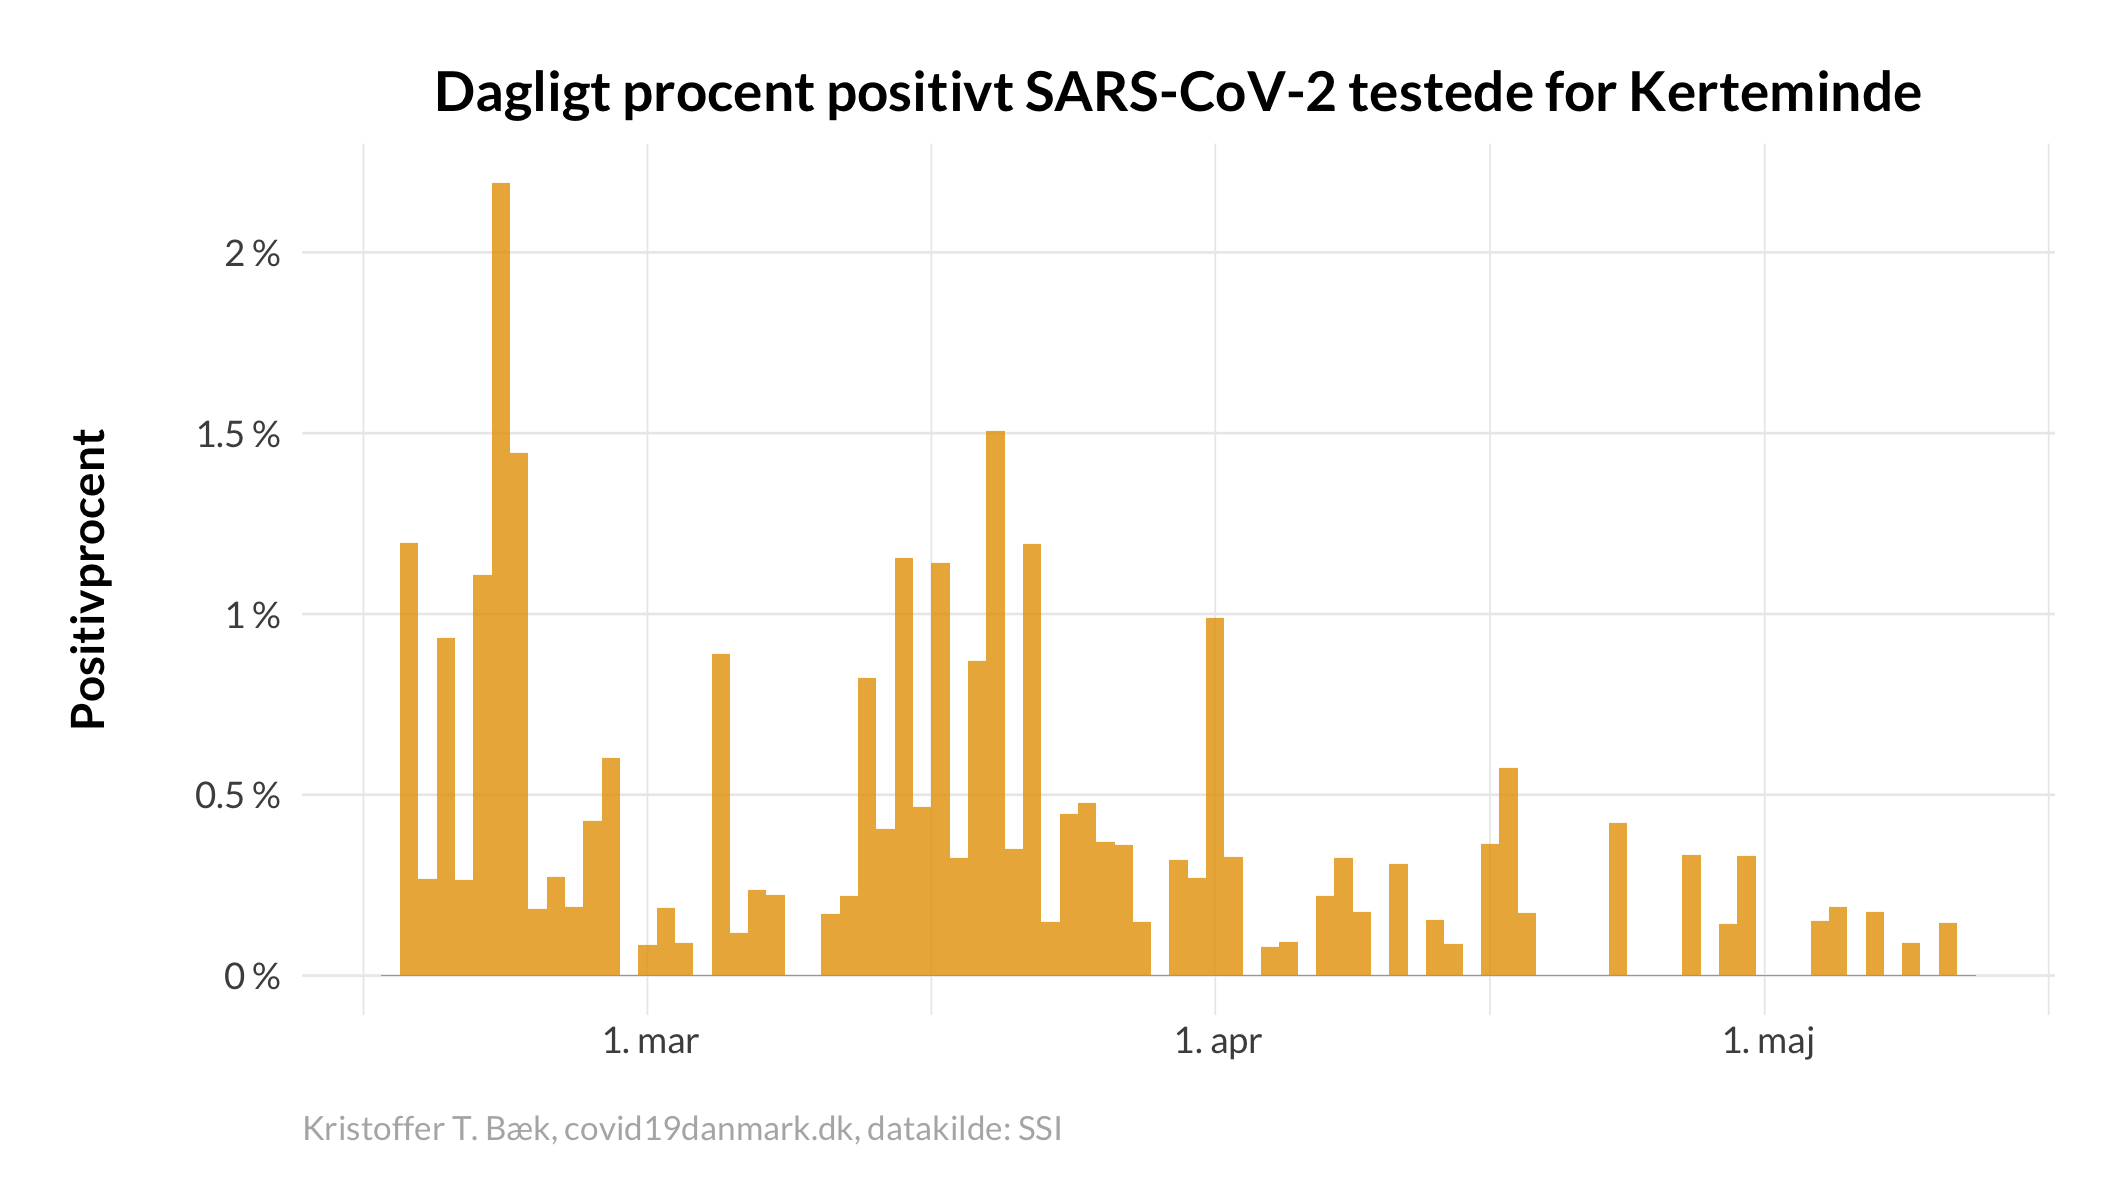 Dagligt procent positivt SARS-CoV-2 testede for Kerteminde
Positivprocent
2 %
1.5 %
1 %
0.5 %
0 %
1. mar
1. apr
1. maj
Kristoffer T. Bæk, covid19danmark.dk, datakilde: SSI